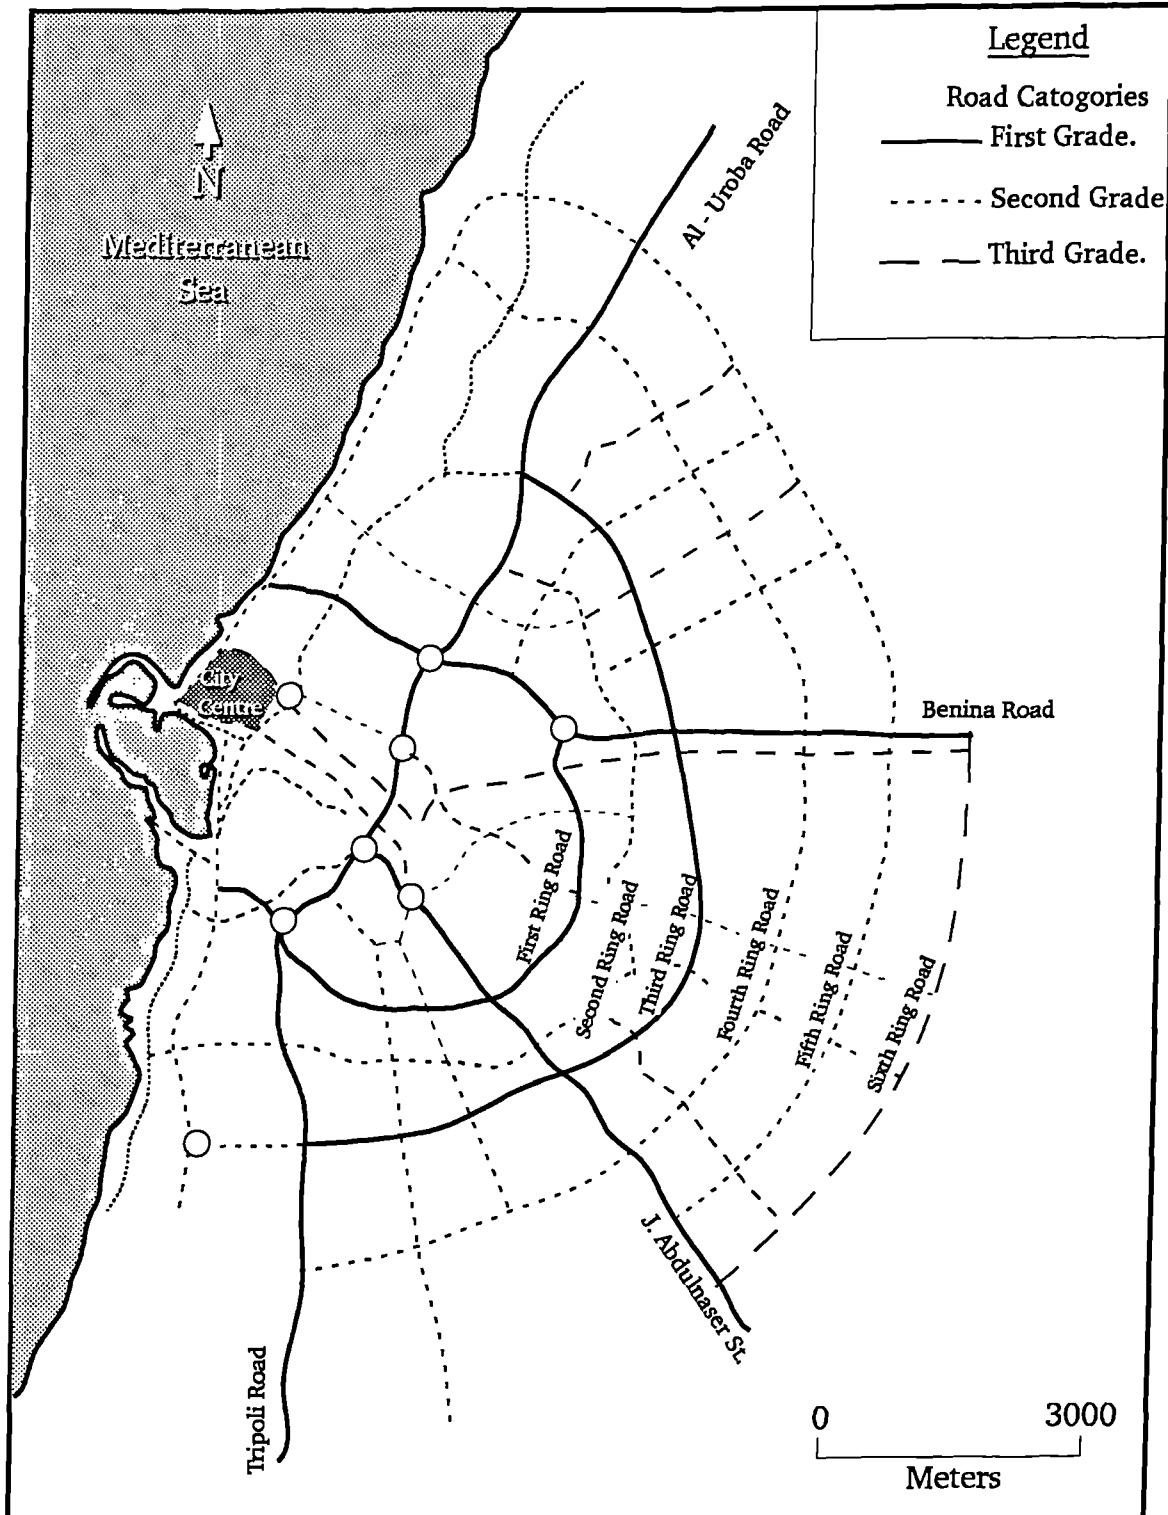 Legend
Road Catogories
First Grade.
Second Grade
Third Grade.
N
Mediterranean
Sea
Al - Uroba Road
City
Centre
Benina Road
First Ring Road
Second Ring Road
Third Ring Road
Fourth Ring Road
Fifth Ring Road
Sixth Ring Road
J. Abdulnaser St.
Tripoli Road
0 3000
Meters